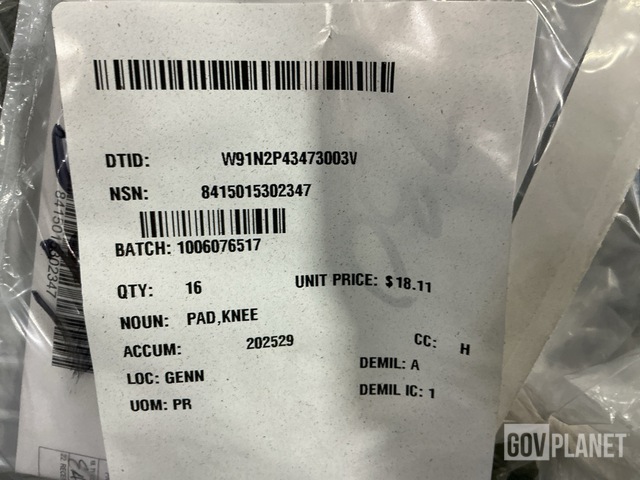 DTID: W91N2P43473003V
NSN: 8415015302347
BATCH: 1006076517
QTY: 16 UNIT PRICE: $18.11
NOUN: PAD,KNEE
ACCUM: 202529 CC: H
LOC: GENN DEMIL: A
UOM: PR DEMIL IC: 1
GOVPLANET